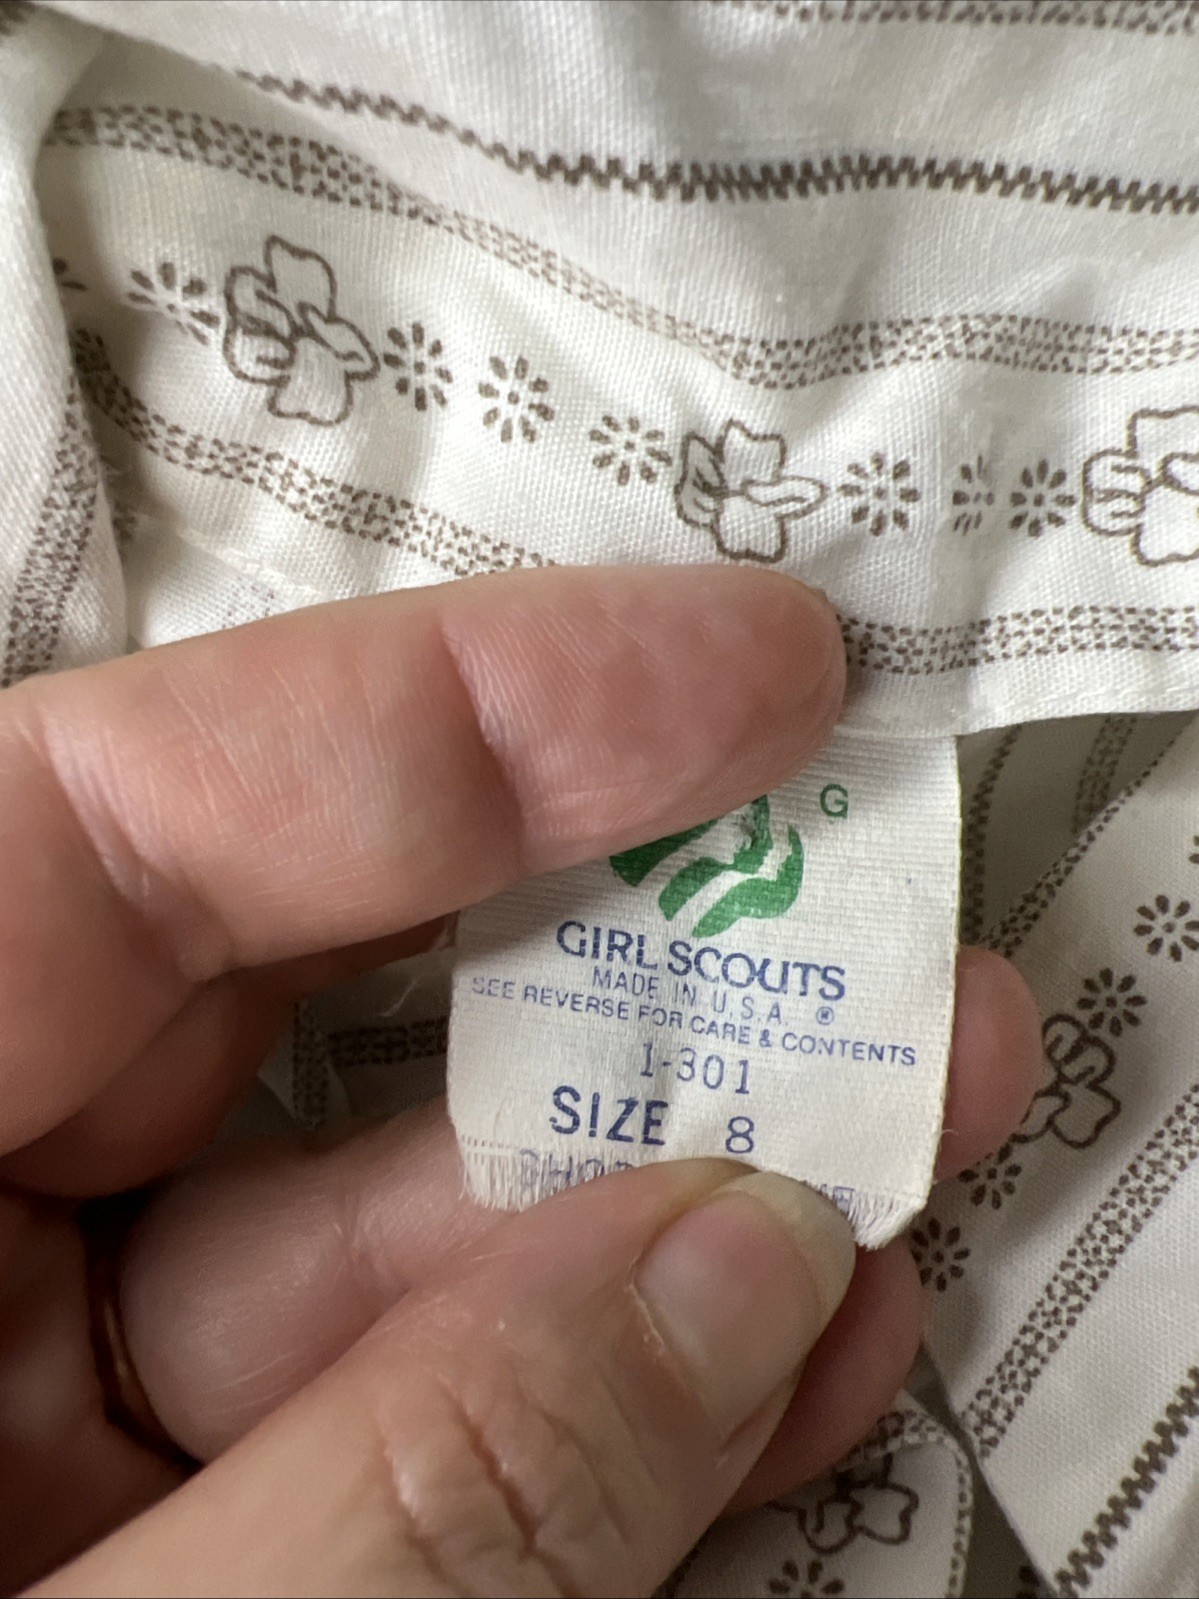 G
GIRL SCOUTS
MADE IN U.S.A. ®
SEE REVERSE FOR CARE & CONTENTS
1-301
SIZE 8